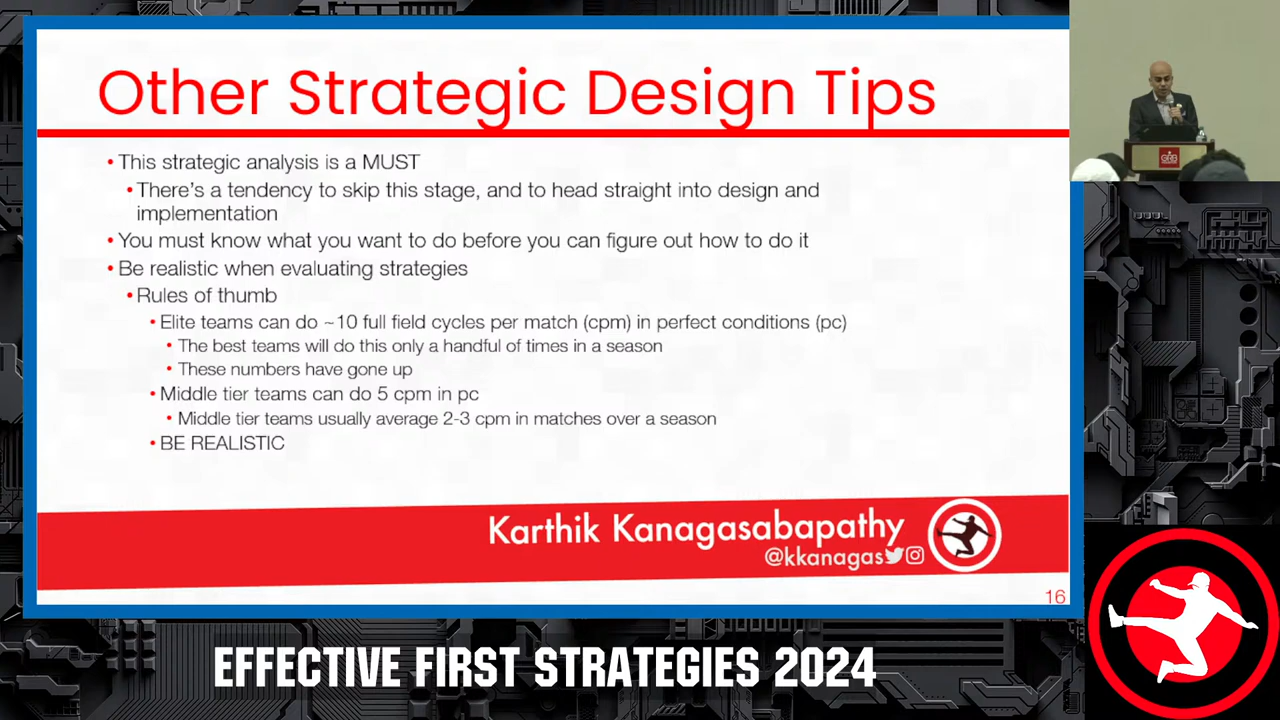 Other Strategic Design Tips
• This strategic analysis is a MUST
• There's a tendency to skip this stage, and to head straight into design and
implementation
• You must know what you want to do before you can figure out how to do it
• Be realistic when evaluating strategies
• Rules of thumb
• Elite teams can do ~10 full field cycles per match (cpm) in perfect conditions (pc)
• The best teams will do this only a handful of times in a season
• These numbers have gone up
• Middle tier teams can do 5 cpm in pc
• Middle tier teams usually average 2-3 cpm in matches over a season
• BE REALISTIC
Karthik Kanagasabapathy
@kkanagas
16
GRB
EFFECTIVE FIRST STRATEGIES 2024